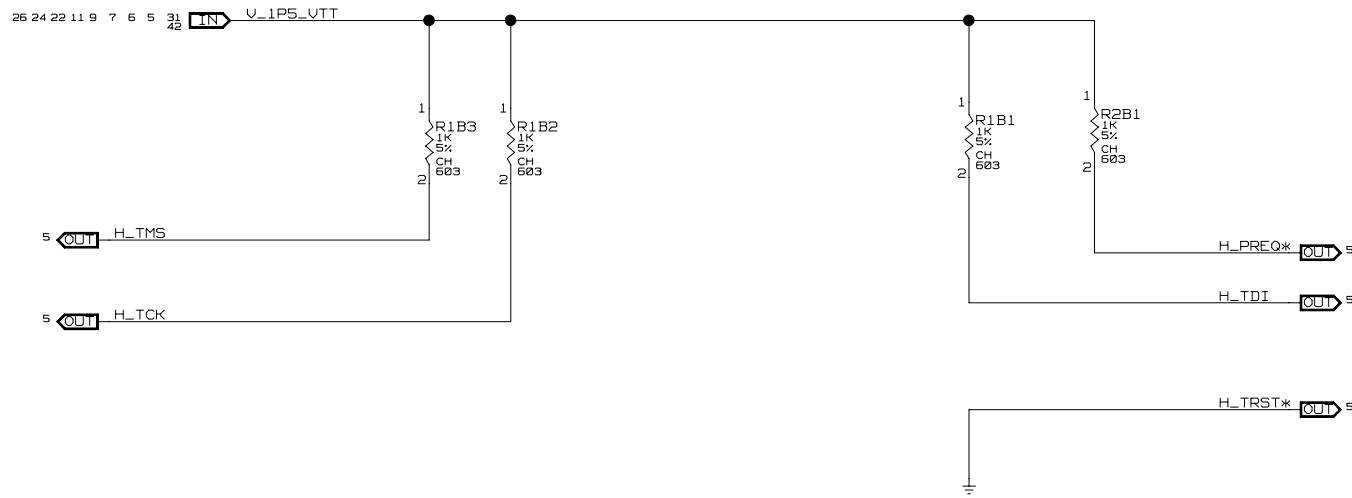 26 24 22 11 9 7 6 5 31 IN V_1P5_VTT
42
1
R1B3
1K
5%
CH
603
2
1
R1B2
1K
5%
CH
603
2
1
R1B1
1K
5%
CH
603
2
1
R2B1
1K
5%
CH
603
2
5 OUT H_TMS
H_PREQ* OUT 5
H_TDI OUT 5
5 OUT H_TCK
H_TRST* OUT 5